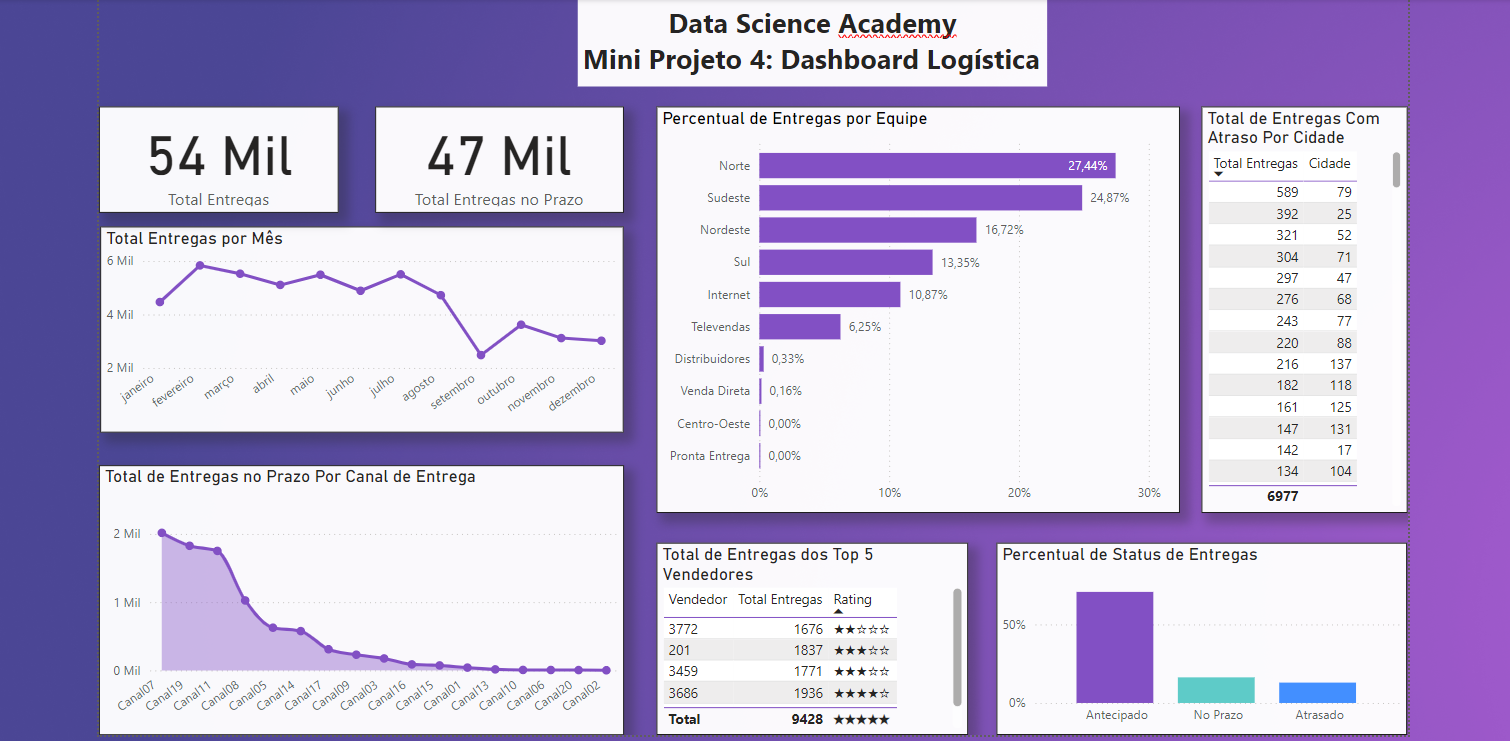 Data Science Academy
Mini Projeto 4: Dashboard Logística
54 Mil
Total Entregas
47 Mil
Total Entregas no Prazo
Total Entregas por Mês
6 Mil
4 Mil
2 Mil
janeiro
fevereiro
março
abril
maio
junho
julho
agosto
setembro
outubro
novembro
dezembro
Total de Entregas no Prazo Por Canal de Entrega
2 Mil
1 Mil
0 Mil
Canal07
Canal19
Canal11
Canal08
Canal05
Canal14
Canal17
Canal09
Canal03
Canal16
Canal15
Canal01
Canal13
Canal10
Canal06
Canal20
Canal02
Percentual de Entregas por Equipe
Norte 27,44%
Sudeste 24,87%
Nordeste 16,72%
Sul 13,35%
Internet 10,87%
Televendas 6,25%
Distribuidores 0,33%
Venda Direta 0,16%
Centro-Oeste 0,00%
Pronta Entrega 0,00%
0% 10% 20% 30%
Total de Entregas Com
Atraso Por Cidade
Total Entregas Cidade
589 79
392 25
321 52
304 71
297 47
276 68
243 77
220 88
216 137
182 118
161 125
147 131
142 17
134 104
6977
Total de Entregas dos Top 5
Vendedores
Vendedor Total Entregas Rating
3772 1676 ★★☆☆☆
201 1837 ★★★☆☆
3459 1771 ★★★☆☆
3686 1936 ★★★★☆
Total 9428 ★★★★★
Percentual de Status de Entregas
50%
0%
Antecipado
No Prazo
Atrasado